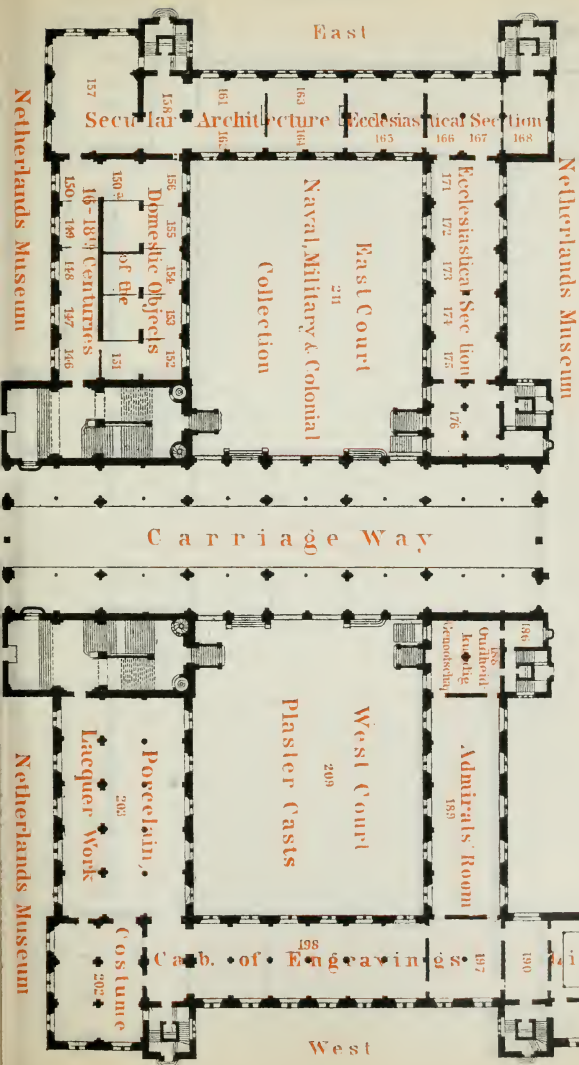 East
157
158
161
162
163
164
165
166
167
168
Secular Architecture
Ecclesiastical Section
Netherlands Museum
Netherlands Museum
150
149
148
147
146
150a
151
156
155
154
153
152
Domestic Objects
of the
16-18th Centuries
East Court
211
Naval, Military & Colonial
Collection
Ecclesiastical Section
171
172
173
174
175
176
Carriage Way
186
188
Oudheid-
kundig
Genootschap
West Court
209
Plaster Casts
Admirals' Room
189
Porcelain,
203
Lacquer Work
Netherlands Museum
Costume
202
Cab. of Engravings
198
197
190
West